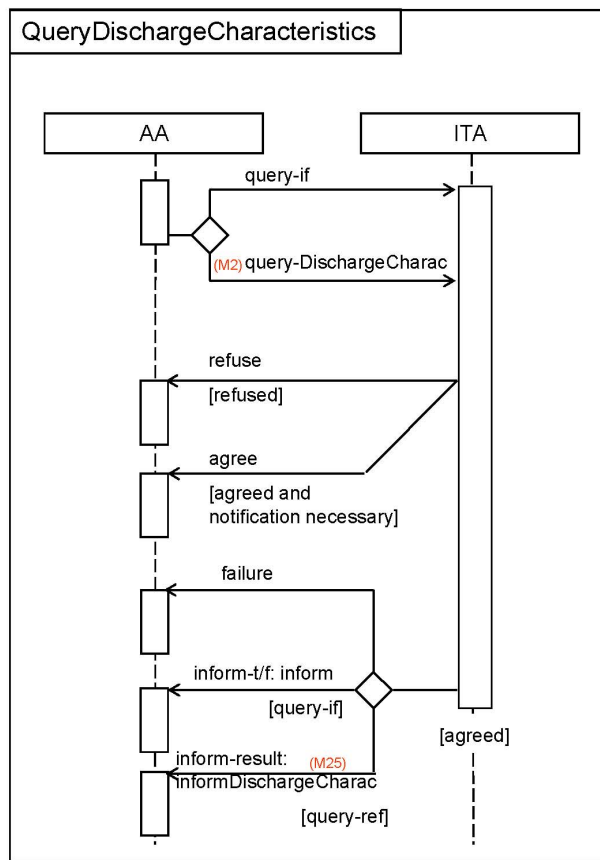 QueryDischargeCharacteristics
AA
ITA
query-if
(M2) query-DischargeCharac
refuse
[refused]
agree
[agreed and
notification necessary]
failure
inform-t/f: inform
[query-if]
[agreed]
inform-result: (M25)
informDischargeCharac
[query-ref]